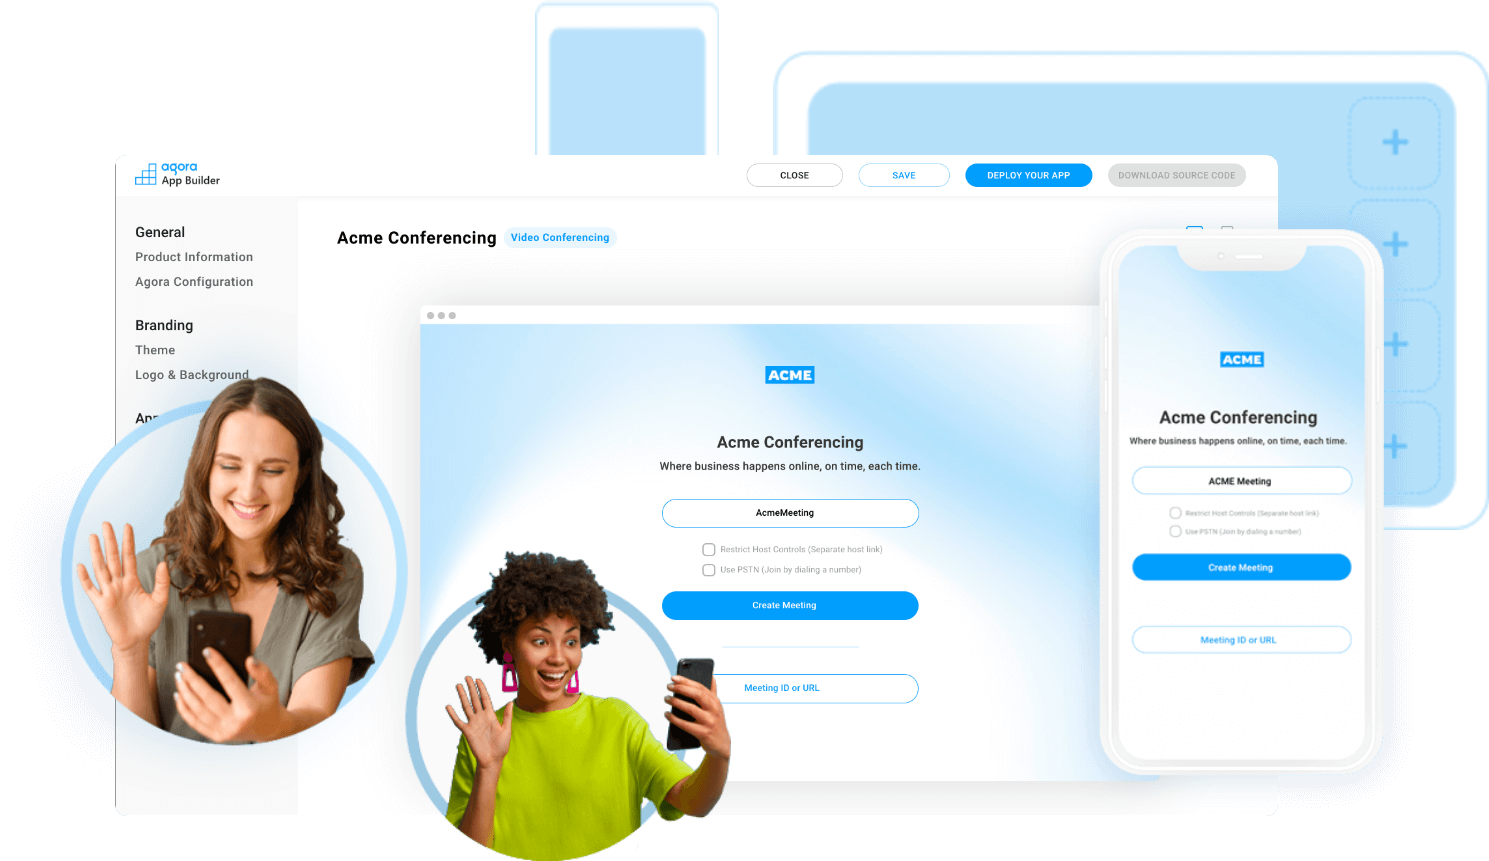 agora
App Builder
CLOSE
SAVE
DEPLOY YOUR APP
DOWNLOAD SOURCE CODE
General
Product Information
Agora Configuration
Branding
Theme
Logo & Background
Acme Conferencing
Video Conferencing
ACME
Acme Conferencing
Where business happens online, on time, each time.
AcmeMeeting
Restrict Host Controls (Separate host link)
Use PSTN (Join by dialing a number)
Create Meeting
Meeting ID or URL
ACME
Acme Conferencing
Where business happens online, on time, each time.
ACME Meeting
Restrict Host Controls (Separate host link)
Use PSTN (Join by dialing a number)
Create Meeting
Meeting ID or URL